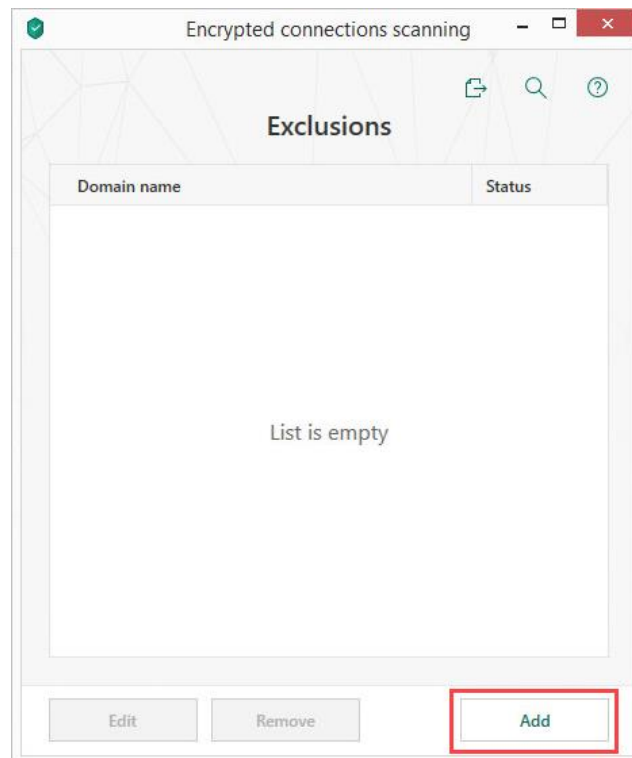 Encrypted connections scanning
Exclusions
Domain name Status
List is empty
Edit Remove Add